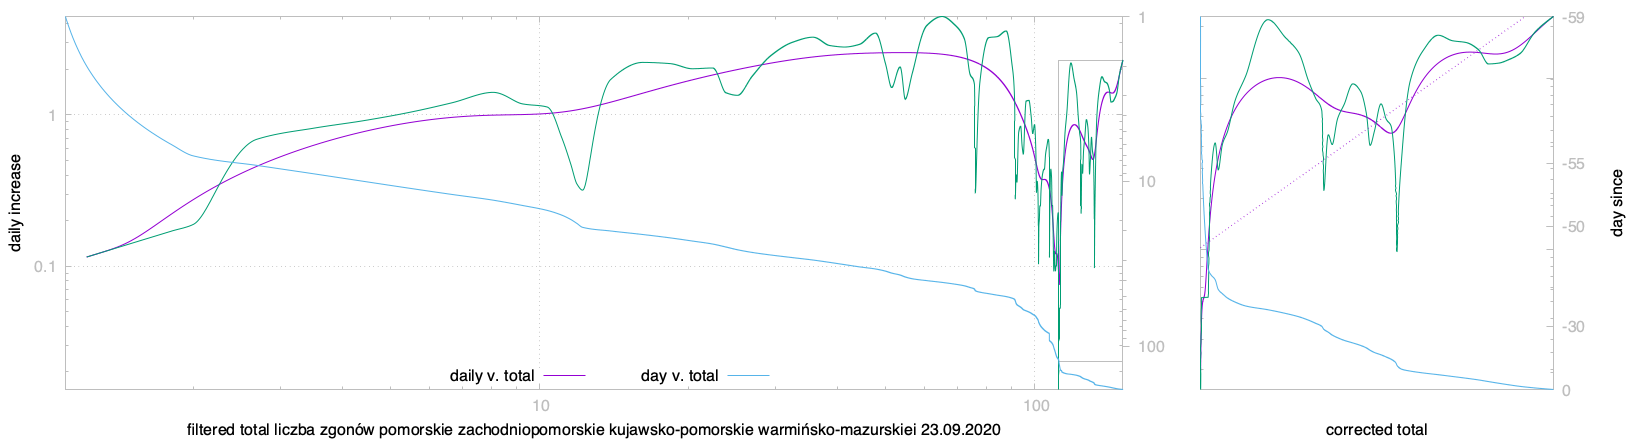 1
-59
1
daily increase
10
-55
day since
-50
0.1
-30
100
daily v. total
day v. total
0
10
100
filtered total liczba zgonów pomorskie zachodniopomorskie kujawsko-pomorskie warmińsko-mazurskiei 23.09.2020
corrected total